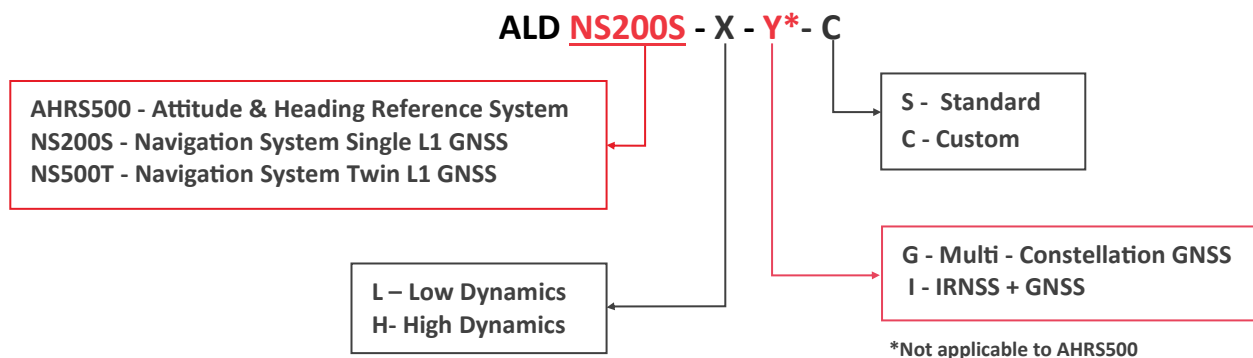 ALD NS200S - X - Y* - C
AHRS500 - Attitude & Heading Reference System
NS200S - Navigation System Single L1 GNSS
NS500T - Navigation System Twin L1 GNSS
S - Standard
C - Custom
L – Low Dynamics
H- High Dynamics
G - Multi - Constellation GNSS
I - IRNSS + GNSS
*Not applicable to AHRS500